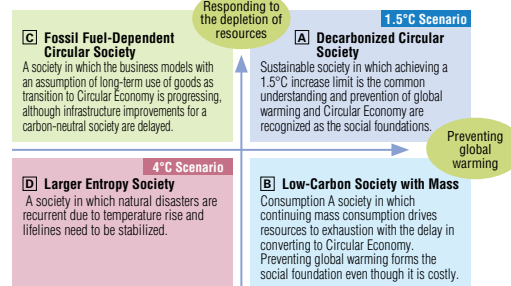 Responding to
the depletion of
resources
1.5°C Scenario
C Fossil Fuel-Dependent
Circular Society
A society in which the business models with
an assumption of long-term use of goods as
transition to Circular Economy is progressing,
although infrastructure improvements for a
carbon-neutral society are delayed.
A Decarbonized Circular
Society
Sustainable society in which achieving a
1.5°C increase limit is the common
understanding and prevention of global
warming and Circular Economy are
recognized as the social foundations.
Preventing
global
warming
4°C Scenario
D Larger Entropy Society
A society in which natural disasters are
recurrent due to temperature rise and
lifelines need to be stabilized.
B Low-Carbon Society with Mass
Consumption A society in which
continuing mass consumption drives
resources to exhaustion with the delay in
converting to Circular Economy.
Preventing global warming forms the
social foundation even though it is costly.